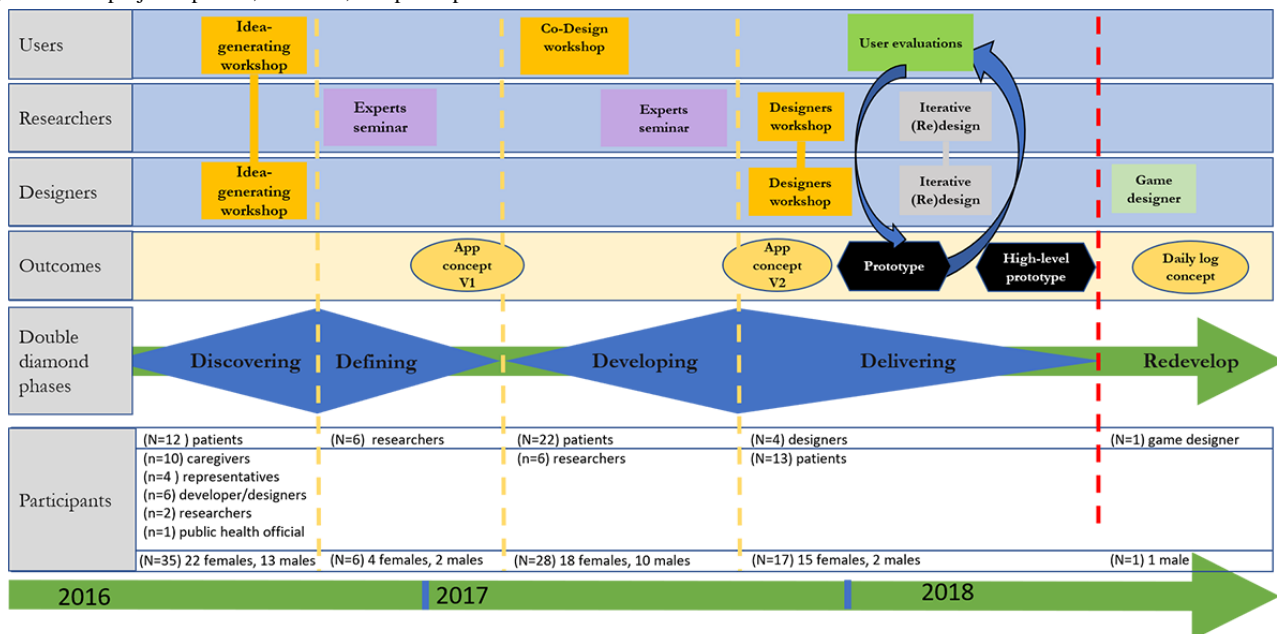 Users
Idea-
generating
workshop
Co-Design
workshop
User evaluations
Researchers
Experts
seminar
Experts
seminar
Designers
workshop
Iterative
(Re)design
Designers
Idea-
generating
workshop
Designers
workshop
Iterative
(Re)design
Game
designer
Outcomes
App
concept
V1
App
concept
V2
Prototype
High-level
prototype
Daily log
concept
Double
diamond
phases
Discovering
Defining
Developing
Delivering
Redevelop
Participants
(N=12 ) patients
(n=10) caregivers
(n=4 ) representatives
(n=6) developer/designers
(n=2) researchers
(n=1) public health official
(N=35) 22 females, 13 males
(N=6) researchers
(N=6) 4 females, 2 males
(N=22) patients
(n=6) researchers
(N=28) 18 females, 10 males
(N=4) designers
(N=13) patients
(N=17) 15 females, 2 males
(N=1) game designer
(N=1) 1 male
2016
2017
2018